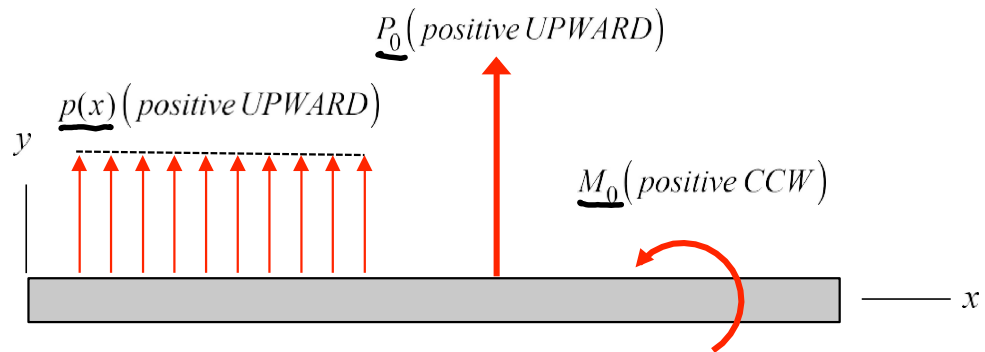 P₀(positive UPWARD)
p(x)(positive UPWARD)
y
M₀(positive CCW)
x